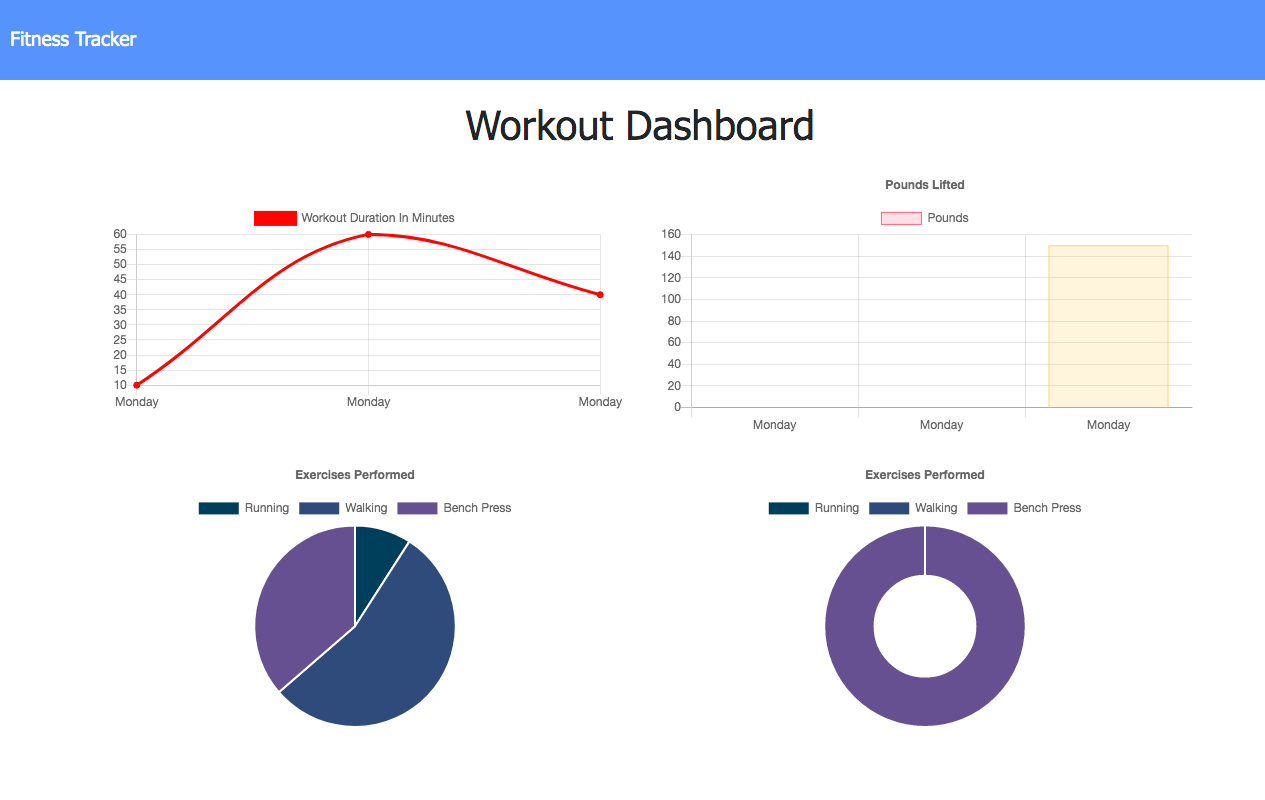 Fitness Tracker
Workout Dashboard
Workout Duration In Minutes
60
55
50
45
40
35
30
25
20
15
10
Monday Monday Monday
Pounds Lifted
Pounds
160
140
120
100
80
60
40
20
0
Monday Monday Monday
Exercises Performed
Running Walking Bench Press
Exercises Performed
Running Walking Bench Press